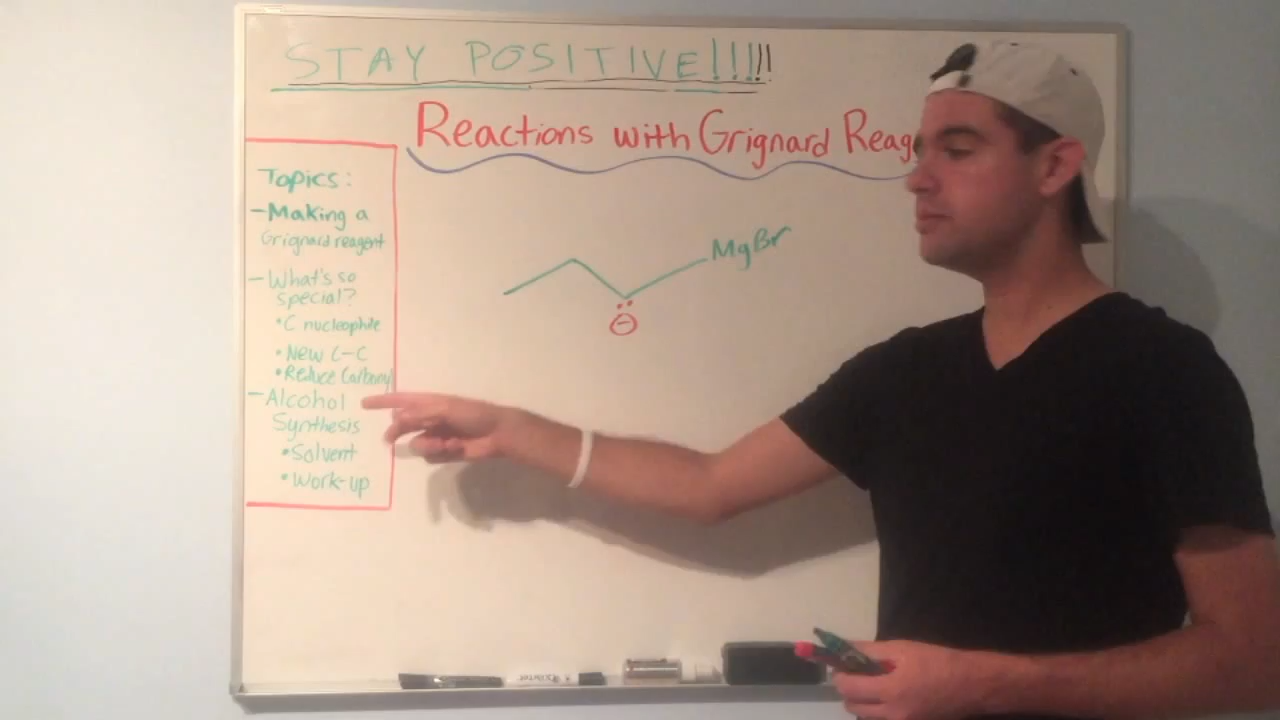 STAY POSITIVE!!!!!
Reactions with Grignard Reag
Topics:
-Making a
Grignard reagent
-What's so
special?
•C nucleophile
•New C-C
•Reduce Carbony
-Alcohol
Synthesis
•Solvent
•Work-up
MgBr